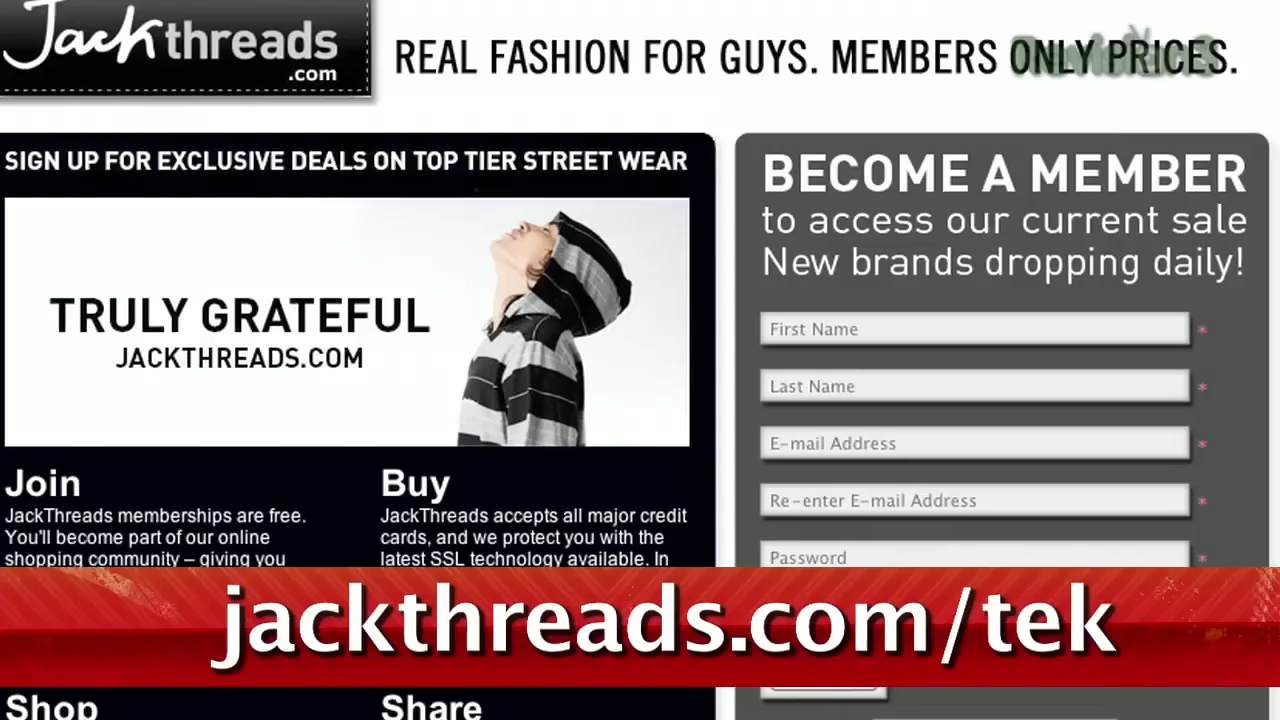 Jackthreads
.com
REAL FASHION FOR GUYS. MEMBERS ONLY PRICES.
SIGN UP FOR EXCLUSIVE DEALS ON TOP TIER STREET WEAR
TRULY GRATEFUL
JACKTHREADS.COM
Join
JackThreads memberships are free.
You'll become part of our online
shopping community – giving you
Buy
JackThreads accepts all major credit
cards, and we protect you with the
latest SSL technology available. In
BECOME A MEMBER
to access our current sale
New brands dropping daily!
First Name *
Last Name *
E-mail Address *
Re-enter E-mail Address *
Password *
jackthreads.com/tek
Shop
Share